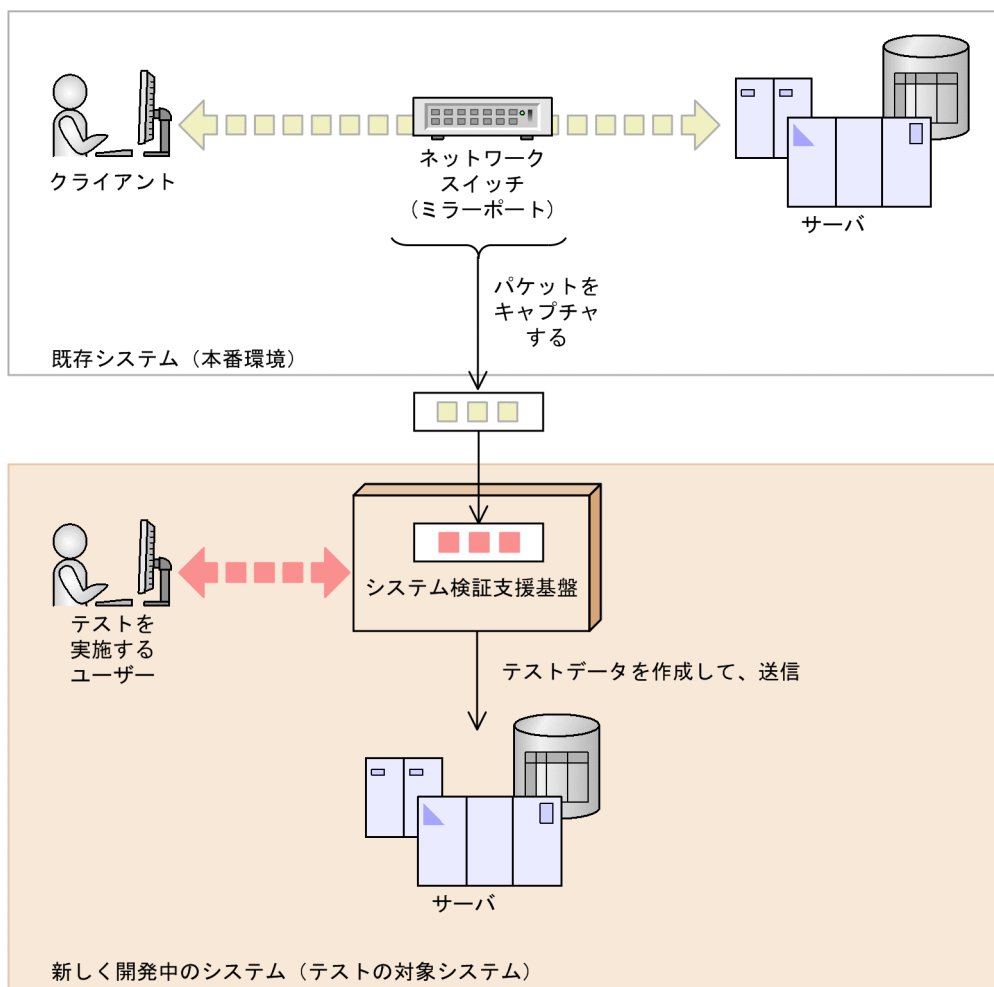 クライアント
ネットワーク
スイッチ
（ミラーポート）
サーバ
パケットを
キャプチャ
する
既存システム（本番環境）
システム検証支援基盤
テストを
実施する
ユーザー
テストデータを作成して、送信
サーバ
新しく開発中のシステム（テストの対象システム）